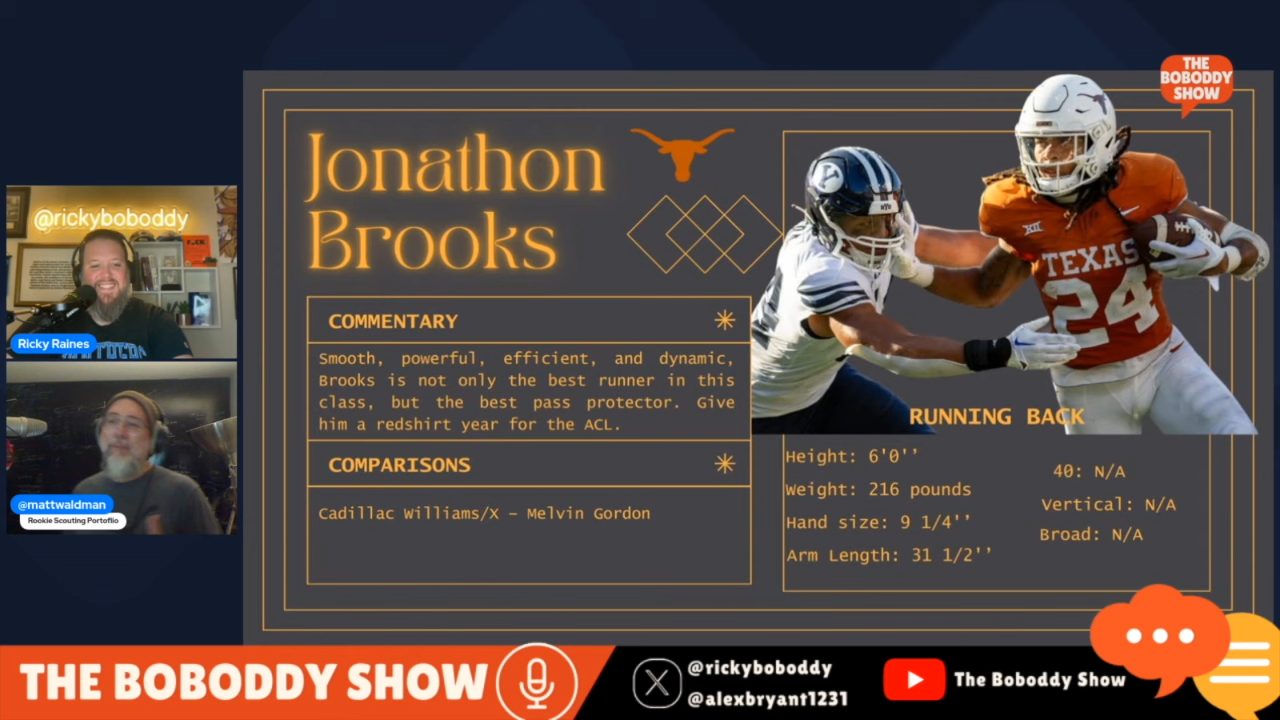 THE
BOBODDY
SHOW
Jonathon
Brooks
@rickyboboddy
Ricky Raines
@mattwaldman
Rookie Scouting Portoflio
COMMENTARY
Smooth, powerful, efficient, and dynamic,
Brooks is not only the best runner in this
class, but the best pass protector. Give
him a redshirt year for the ACL.
COMPARISONS
Cadillac Williams/X – Melvin Gordon
XII
TEXAS
24
BYU
RUNNING BACK
Height: 6'0''
Weight: 216 pounds
Hand size: 9 1/4''
Arm Length: 31 1/2''
40: N/A
Vertical: N/A
Broad: N/A
THE BOBODDY SHOW
@rickyboboddy
@alexbryant1231
The Boboddy Show